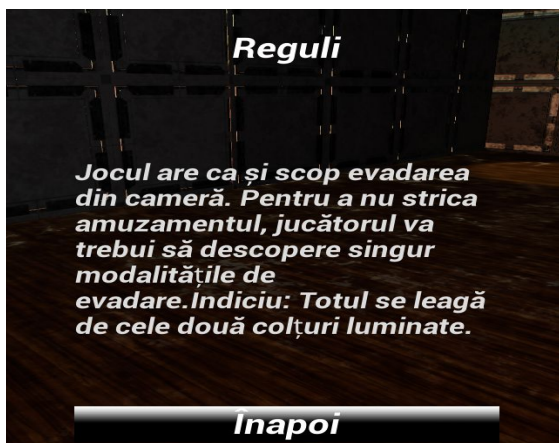 Reguli
Jocul are ca și scop evadarea
din cameră. Pentru a nu strica
amuzamentul, jucătorul va
trebui să descopere singur
modalitățile de
evadare.Indiciu: Totul se leagă
de cele două colțuri luminate.
Înapoi